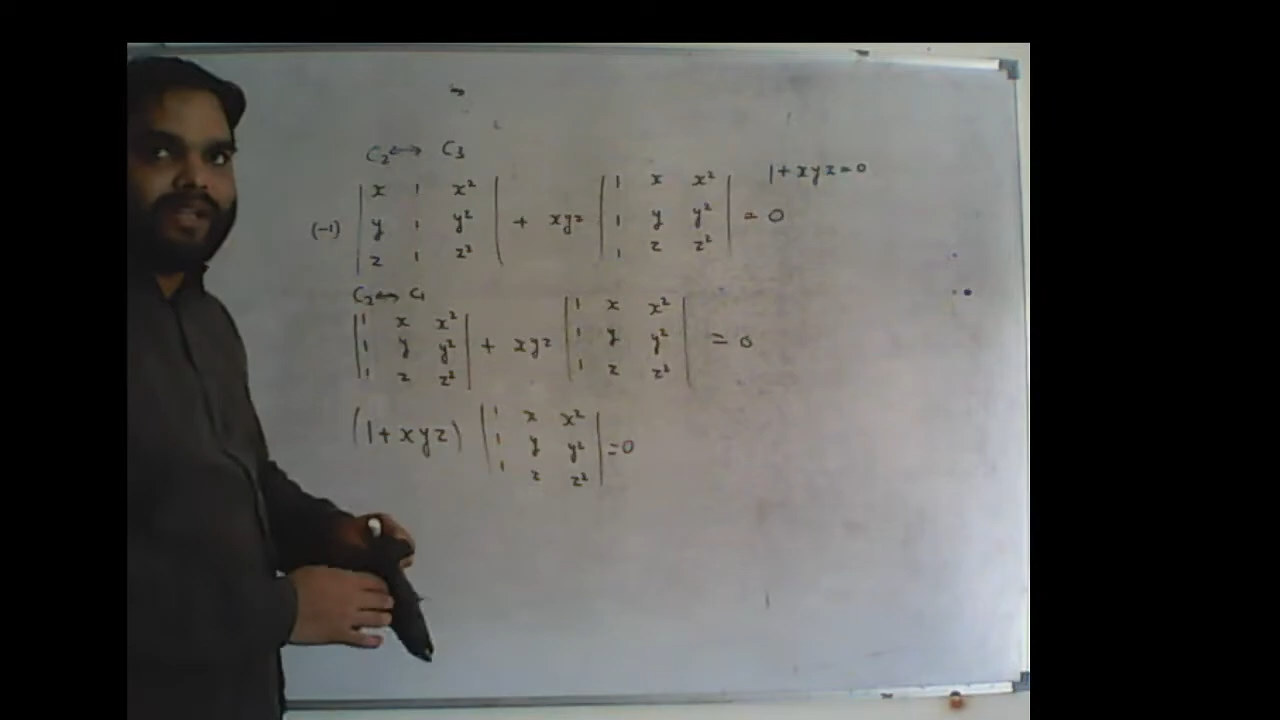 C₂ ↔ C₃
1+xyz=0
(-1) | x 1 x² | + xyz | 1 x x² | = 0
| y 1 y² | | 1 y y² |
| z 1 z² | | 1 z z² |
C₂ ↔ C₁
| 1 x x² | + xyz | 1 x x² | = 0
| 1 y y² | | 1 y y² |
| 1 z z² | | 1 z z² |
(1+xyz) | 1 x x² | =0
| 1 y y² |
| 1 z z² |